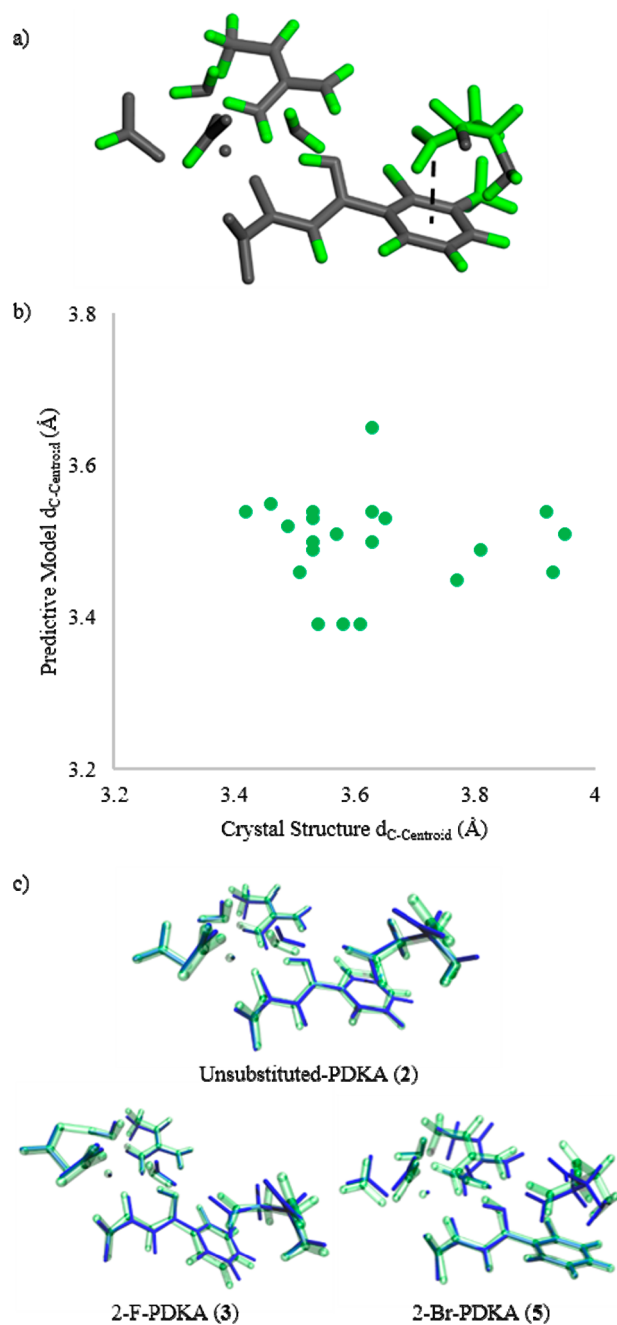 a)
b)
3.8
3.6
3.4
3.2
Predictive Model dC-Centroid (Å)
3.2 3.4 3.6 3.8 4
Crystal Structure dC-Centroid (Å)
c)
Unsubstituted-PDKA (2)
2-F-PDKA (3) 2-Br-PDKA (5)